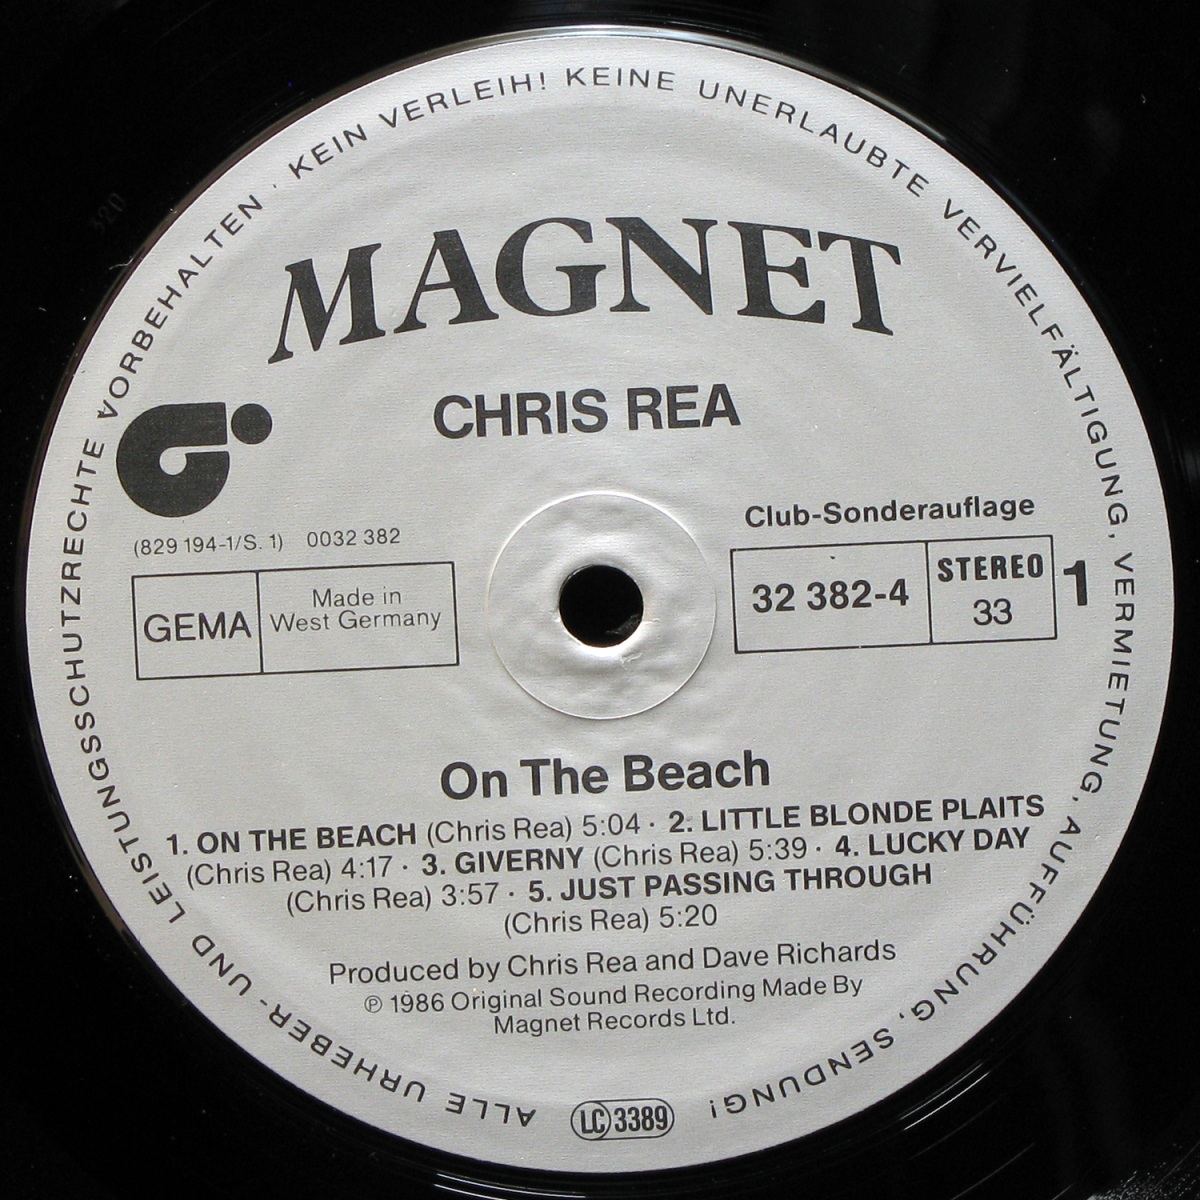 ALLE URHEBER- UND LEISTUNGSSCHUTZRECHTE VORBEHALTEN · KEIN VERLEIH! KEINE UNERLAUBTE VERVIELFÄLTIGUNG, VERMIETUNG, AUFFÜHRUNG, SENDUNG!
MAGNET
CHRIS REA
(829 194-1/S. 1) 0032 382
GEMA
Made in
West Germany
Club-Sonderauflage
32 382-4
STEREO
33
1
On The Beach
1. ON THE BEACH (Chris Rea) 5:04 · 2. LITTLE BLONDE PLAITS
(Chris Rea) 4:17 · 3. GIVERNY (Chris Rea) 5:39 · 4. LUCKY DAY
(Chris Rea) 3:57 · 5. JUST PASSING THROUGH
(Chris Rea) 5:20
Produced by Chris Rea and Dave Richards
℗ 1986 Original Sound Recording Made By
Magnet Records Ltd.
LC 3389